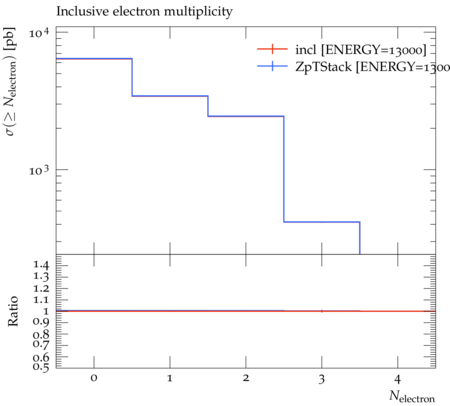 Inclusive electron multiplicity
σ(≥ N_electron) [pb]
10^4
10^3
incl [ENERGY=13000]
ZpTStack [ENERGY=1300
Ratio
1.4
1.3
1.2
1.1
1
0.9
0.8
0.7
0.6
0.5
0 1 2 3 4
N_electron